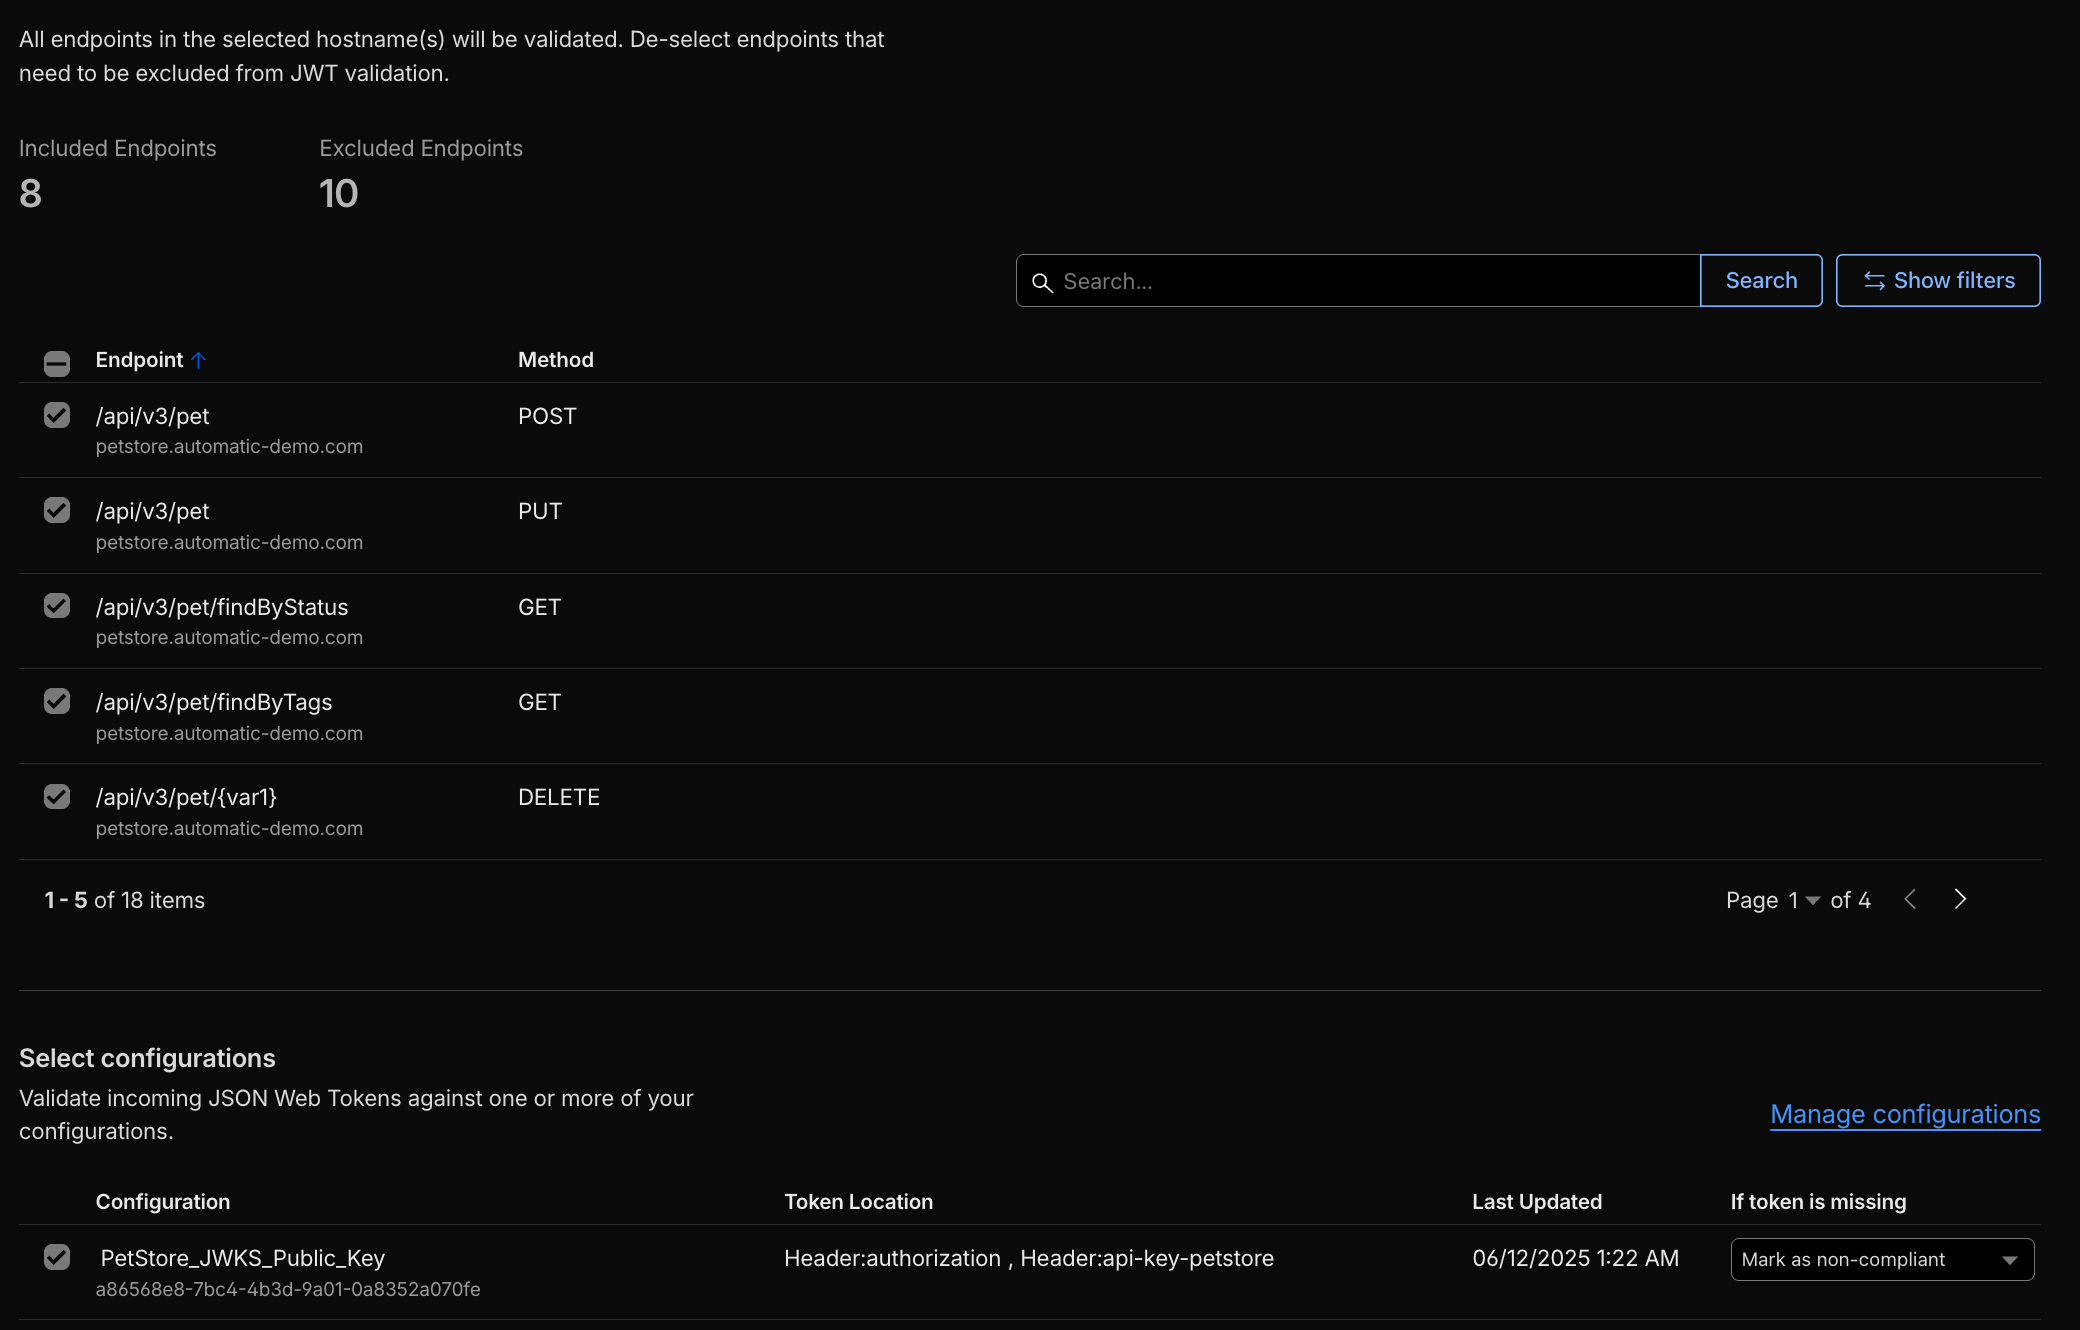 All endpoints in the selected hostname(s) will be validated. De-select endpoints that
need to be excluded from JWT validation.
Included Endpoints
Excluded Endpoints
8
10
Search...
Search
Show filters
Endpoint
Method
/api/v3/pet
POST
petstore.automatic-demo.com
/api/v3/pet
PUT
petstore.automatic-demo.com
/api/v3/pet/findByStatus
GET
petstore.automatic-demo.com
/api/v3/pet/findByTags
GET
petstore.automatic-demo.com
/api/v3/pet/{var1}
DELETE
petstore.automatic-demo.com
1 - 5 of 18 items
Page 1 of 4
Select configurations
Validate incoming JSON Web Tokens against one or more of your
configurations.
Manage configurations
Configuration
Token Location
Last Updated
If token is missing
PetStore_JWKS_Public_Key
Header:authorization , Header:api-key-petstore
06/12/2025 1:22 AM
Mark as non-compliant
a86568e8-7bc4-4b3d-9a01-0a8352a070fe